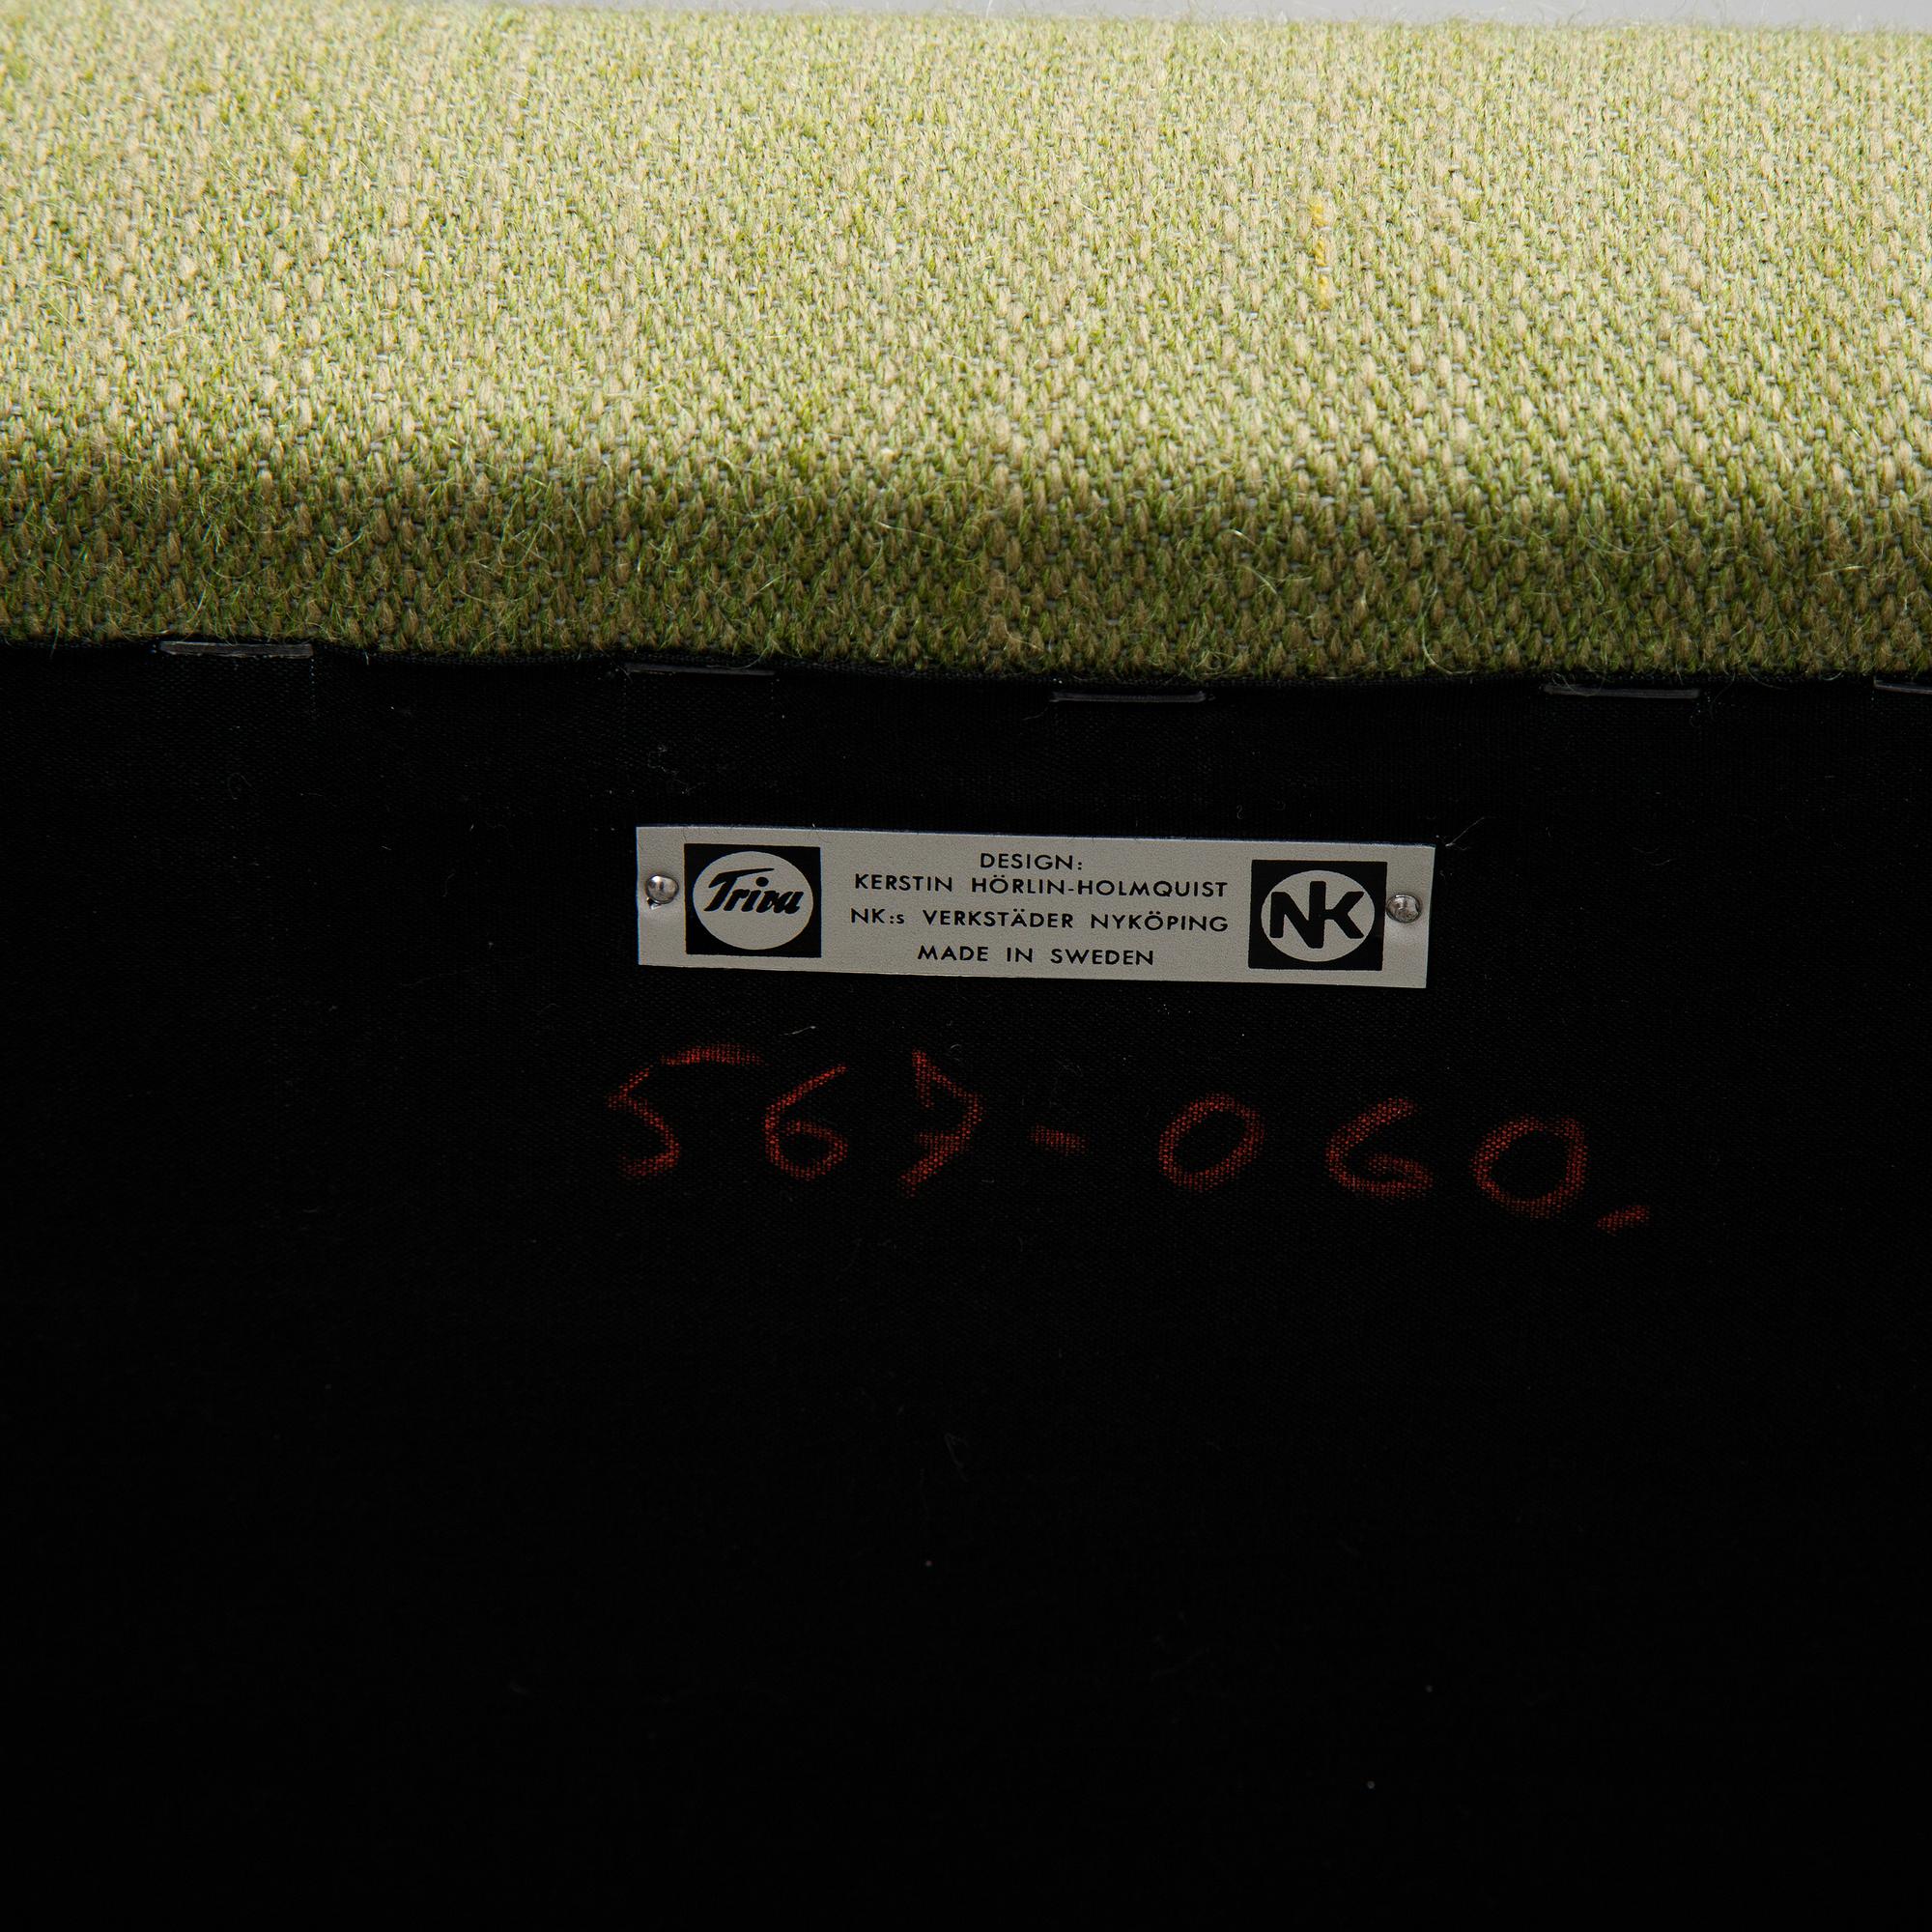 Triva
DESIGN:
KERSTIN HÖRLIN-HOLMQUIST
NK:s VERKSTÄDER NYKÖPING
MADE IN SWEDEN
NK
567-060.